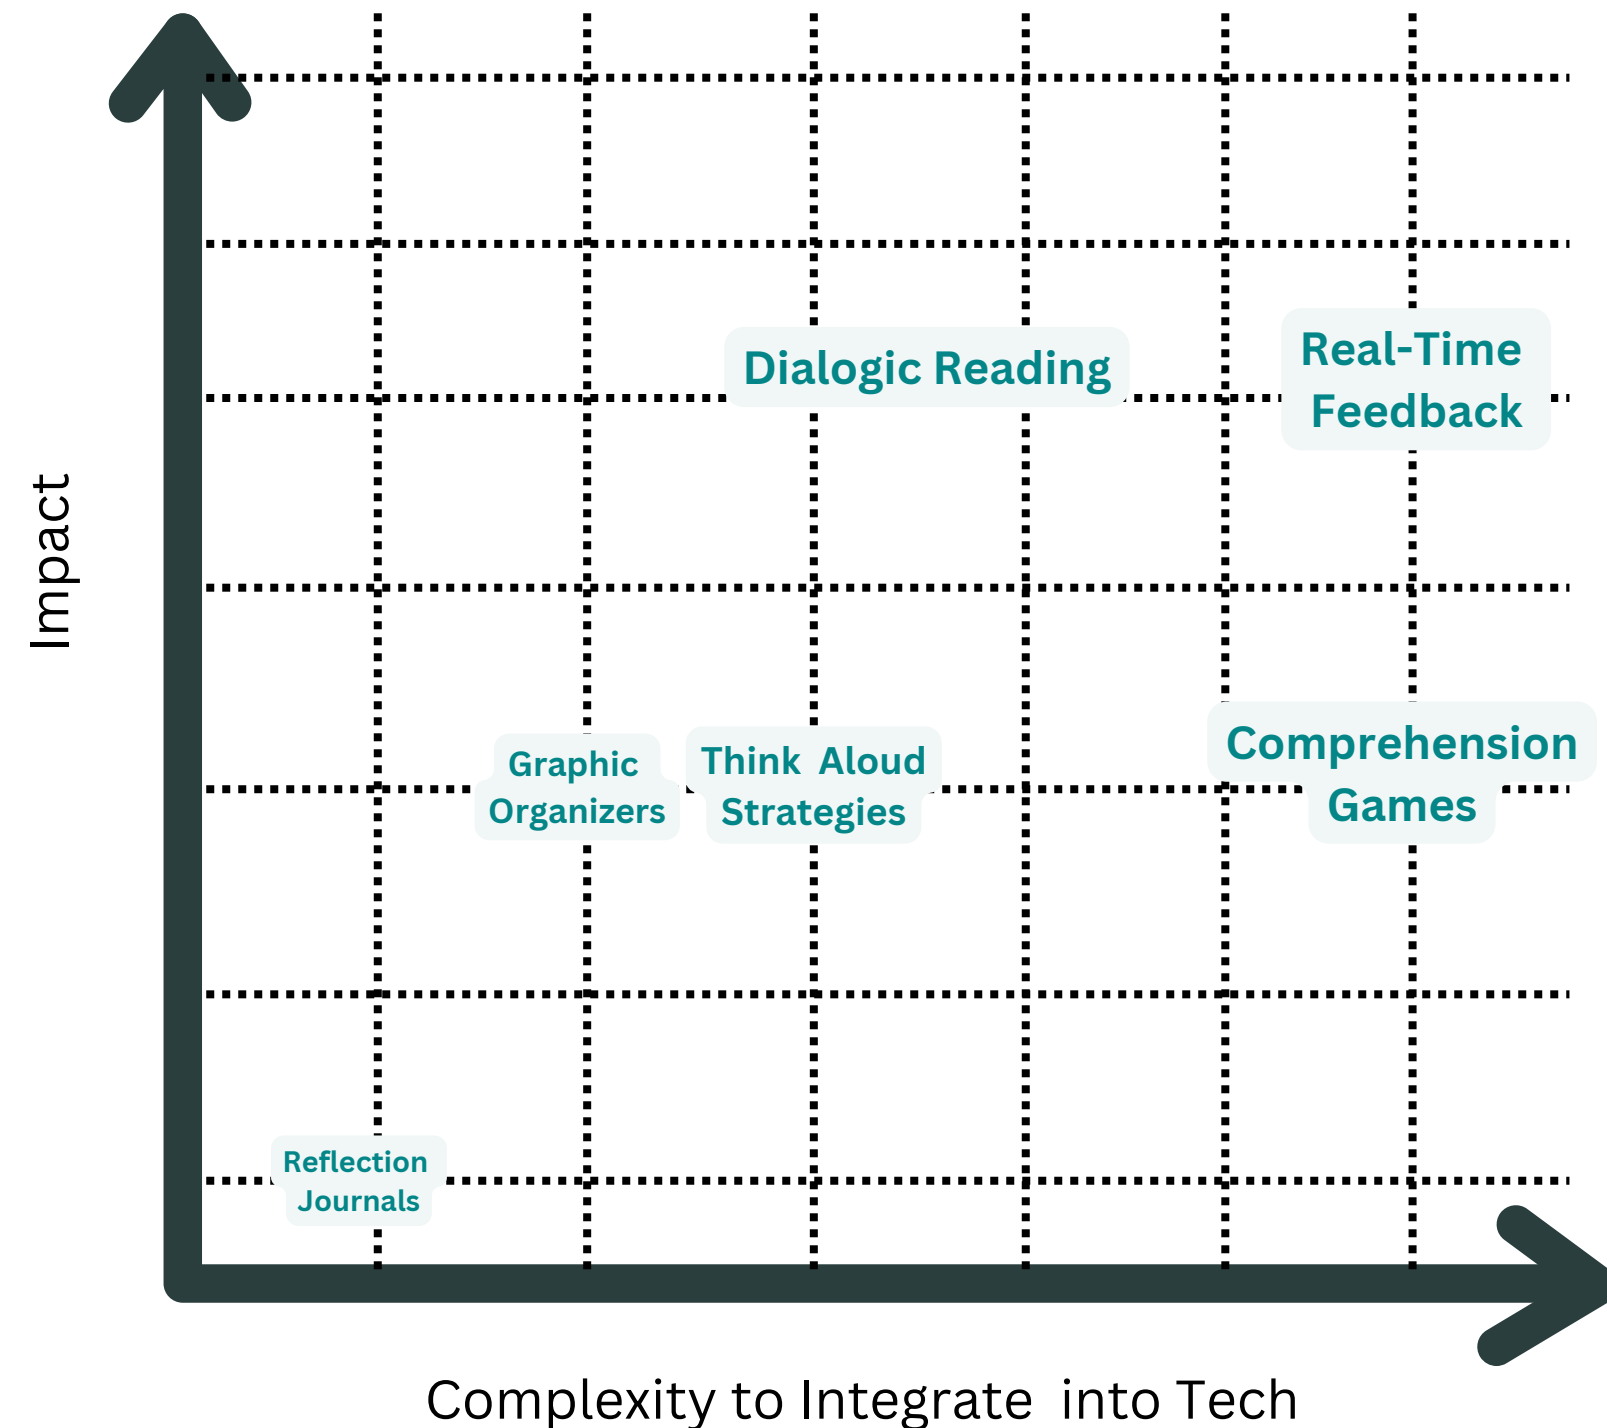 Impact
Dialogic Reading
Real-Time
Feedback
Graphic
Organizers
Think Aloud
Strategies
Comprehension
Games
Reflection
Journals
Complexity to Integrate into Tech